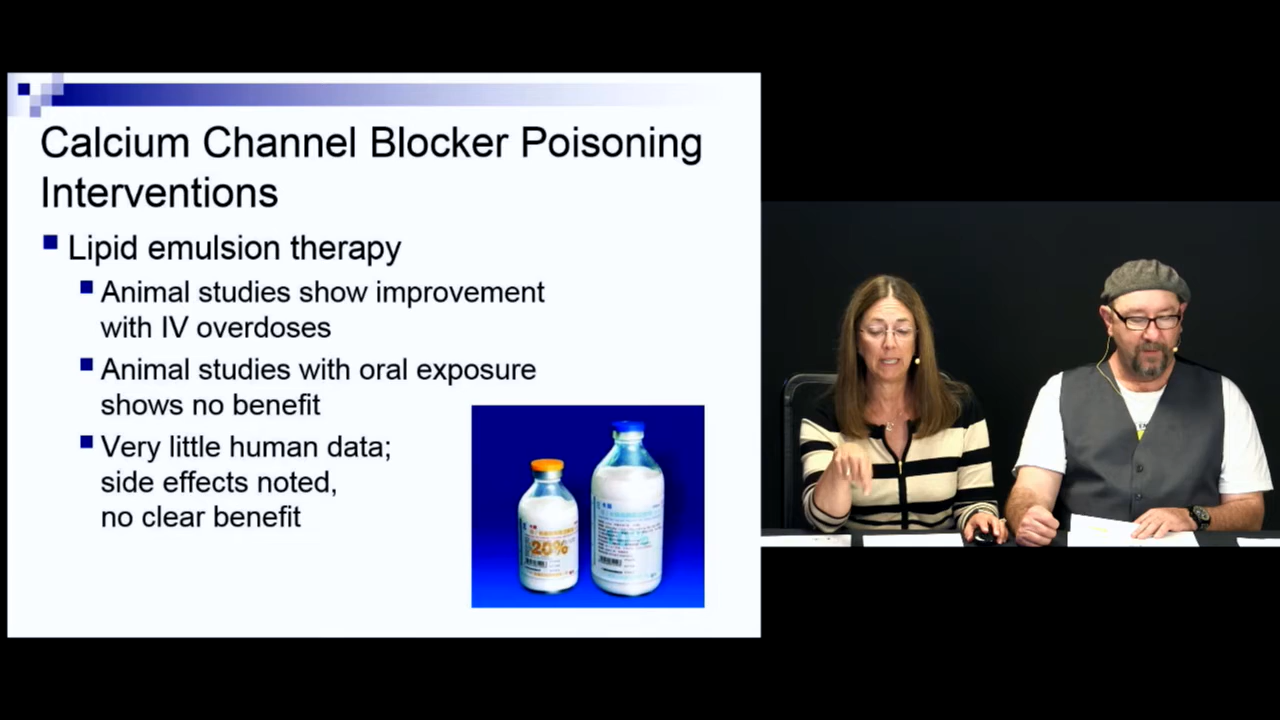 Calcium Channel Blocker Poisoning
Interventions
Lipid emulsion therapy
Animal studies show improvement
with IV overdoses
Animal studies with oral exposure
shows no benefit
Very little human data;
side effects noted,
no clear benefit
20%